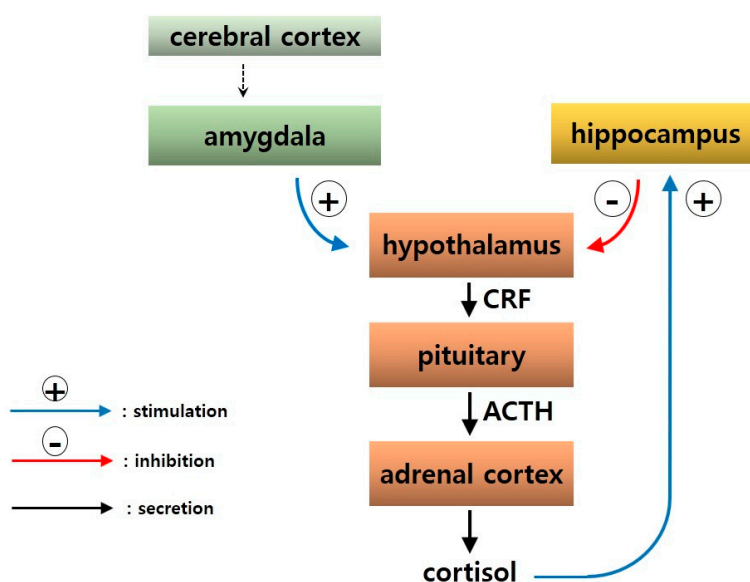 cerebral cortex
amygdala
hippocampus
+
-
+
hypothalamus
CRF
pituitary
ACTH
adrenal cortex
cortisol
+
: stimulation
-
: inhibition
: secretion